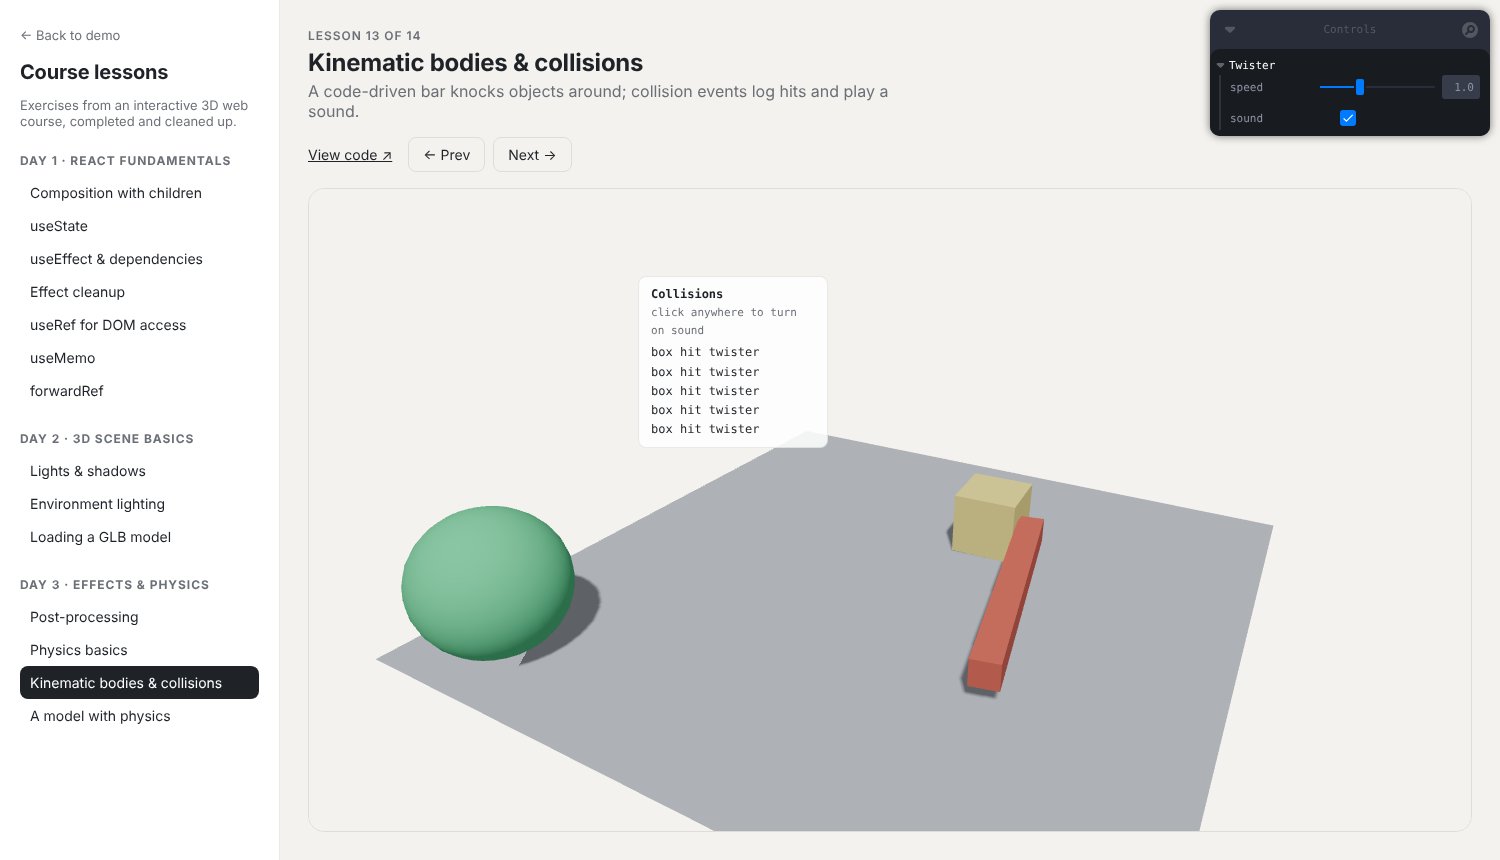 ← Back to demo
Course lessons
Exercises from an interactive 3D web
course, completed and cleaned up.
DAY 1 · REACT FUNDAMENTALS
Composition with children
useState
useEffect & dependencies
Effect cleanup
useRef for DOM access
useMemo
forwardRef
DAY 2 · 3D SCENE BASICS
Lights & shadows
Environment lighting
Loading a GLB model
DAY 3 · EFFECTS & PHYSICS
Post-processing
Physics basics
Kinematic bodies & collisions
A model with physics
LESSON 13 OF 14
Kinematic bodies & collisions
A code-driven bar knocks objects around; collision events log hits and play a
sound.
View code ↗
← Prev
Next →
Controls
Twister
speed
1.0
sound
Collisions
click anywhere to turn
on sound
box hit twister
box hit twister
box hit twister
box hit twister
box hit twister